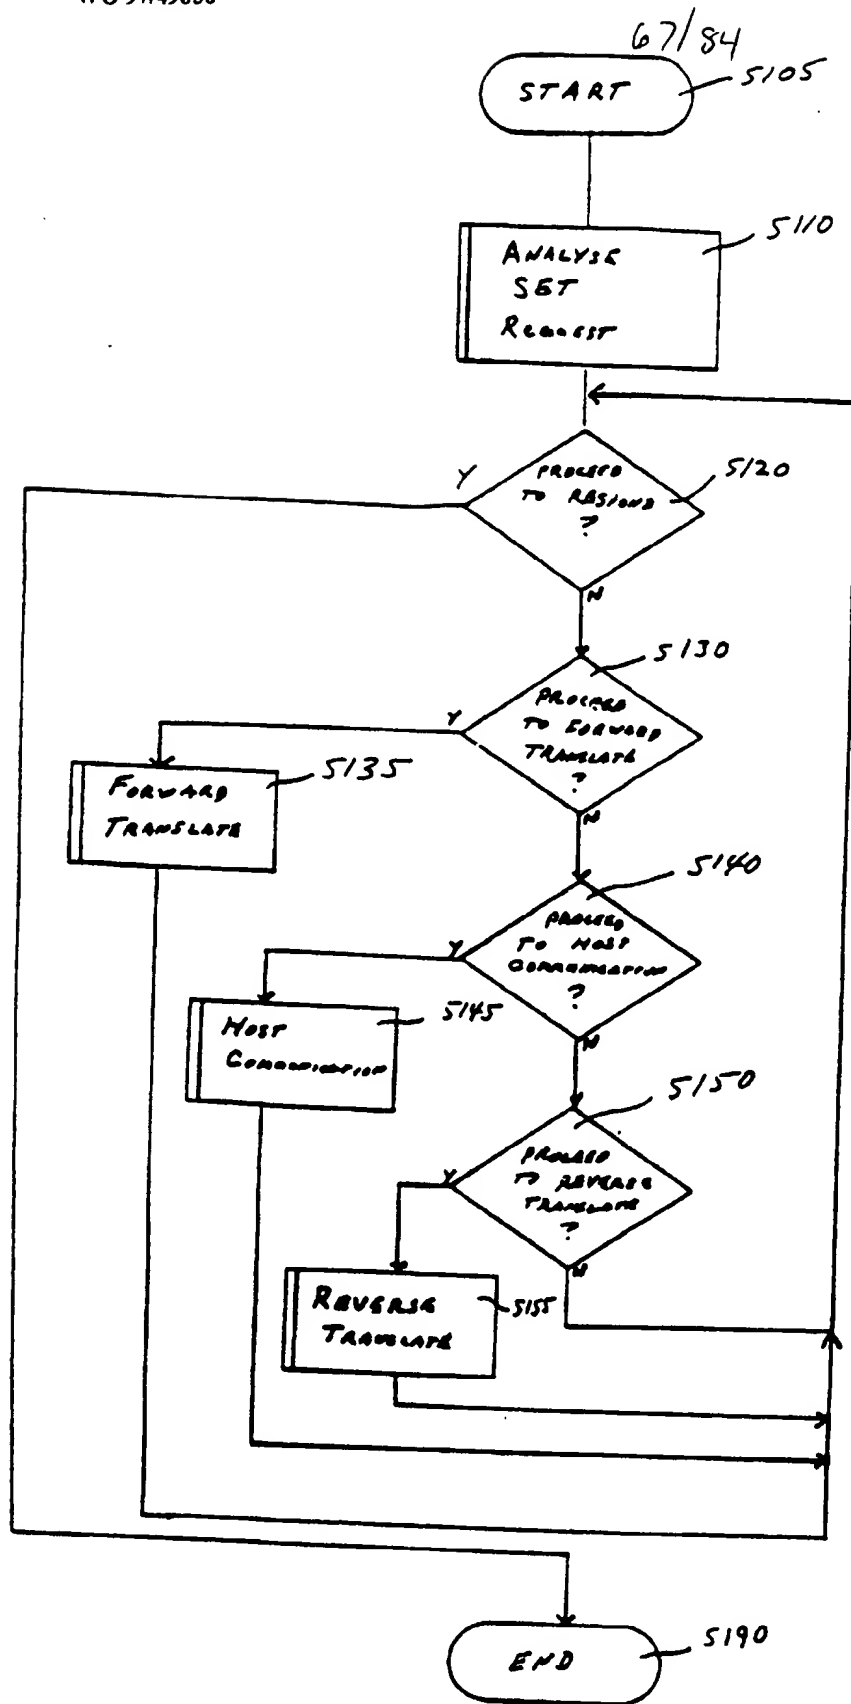 67/84
START
5105
ANALYSE
SET
REQUEST
5110
Y
PROCEED
TO RESPOND
?
5120
N
5130
Y
PROCEED
TO FORWARD
TRANSLATE
?
N
FORWARD
TRANSLATE
5135
5140
Y
PROCEED
TO HOST
COMMUNICATION
?
N
HOST
COMMUNICATION
5145
5150
Y
PROCEED
TO REVERSE
TRANSLATE
?
N
REVERSE
TRANSLATE
5155
END
5190